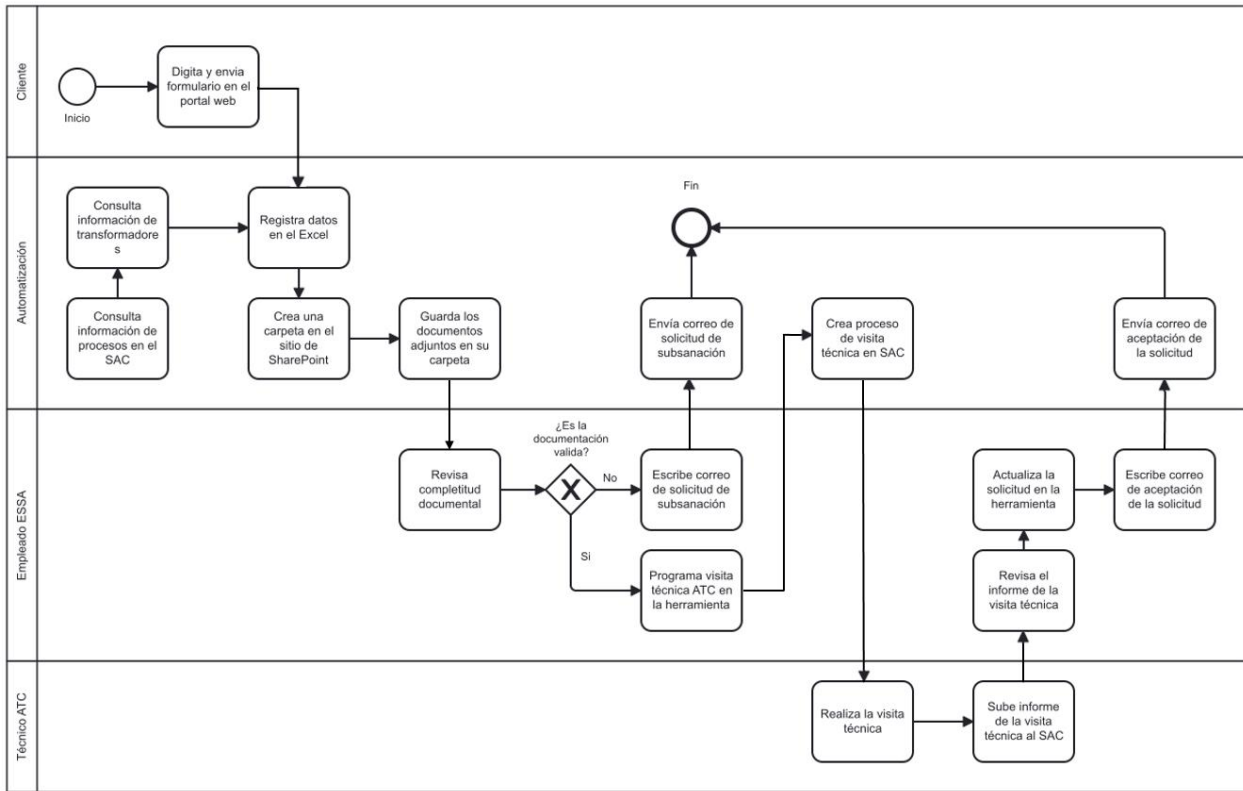 Cliente
Inicio
Digita y envia
formulario en el
portal web
Automatización
Consulta
información de
transformadore
s
Registra datos
en el Excel
Consulta
información de
procesos en el
SAC
Crea una
carpeta en el
sitio de
SharePoint
Guarda los
documentos
adjuntos en su
carpeta
Fin
Envía correo de
solicitud de
subsanación
Crea proceso
de visita
técnica en SAC
Envía correo de
aceptación de
la solicitud
Empleado ESSA
Revisa
completitud
documental
¿Es la
documentación
valida?
No
Si
Escribe correo
de solicitud de
subsanación
Programa visita
técnica ATC en
la herramienta
Actualiza la
solicitud en la
herramienta
Escribe correo
de aceptación
de la solicitud
Revisa el
informe de la
visita técnica
Técnico ATC
Realiza la visita
técnica
Sube informe
de la visita
técnica al SAC